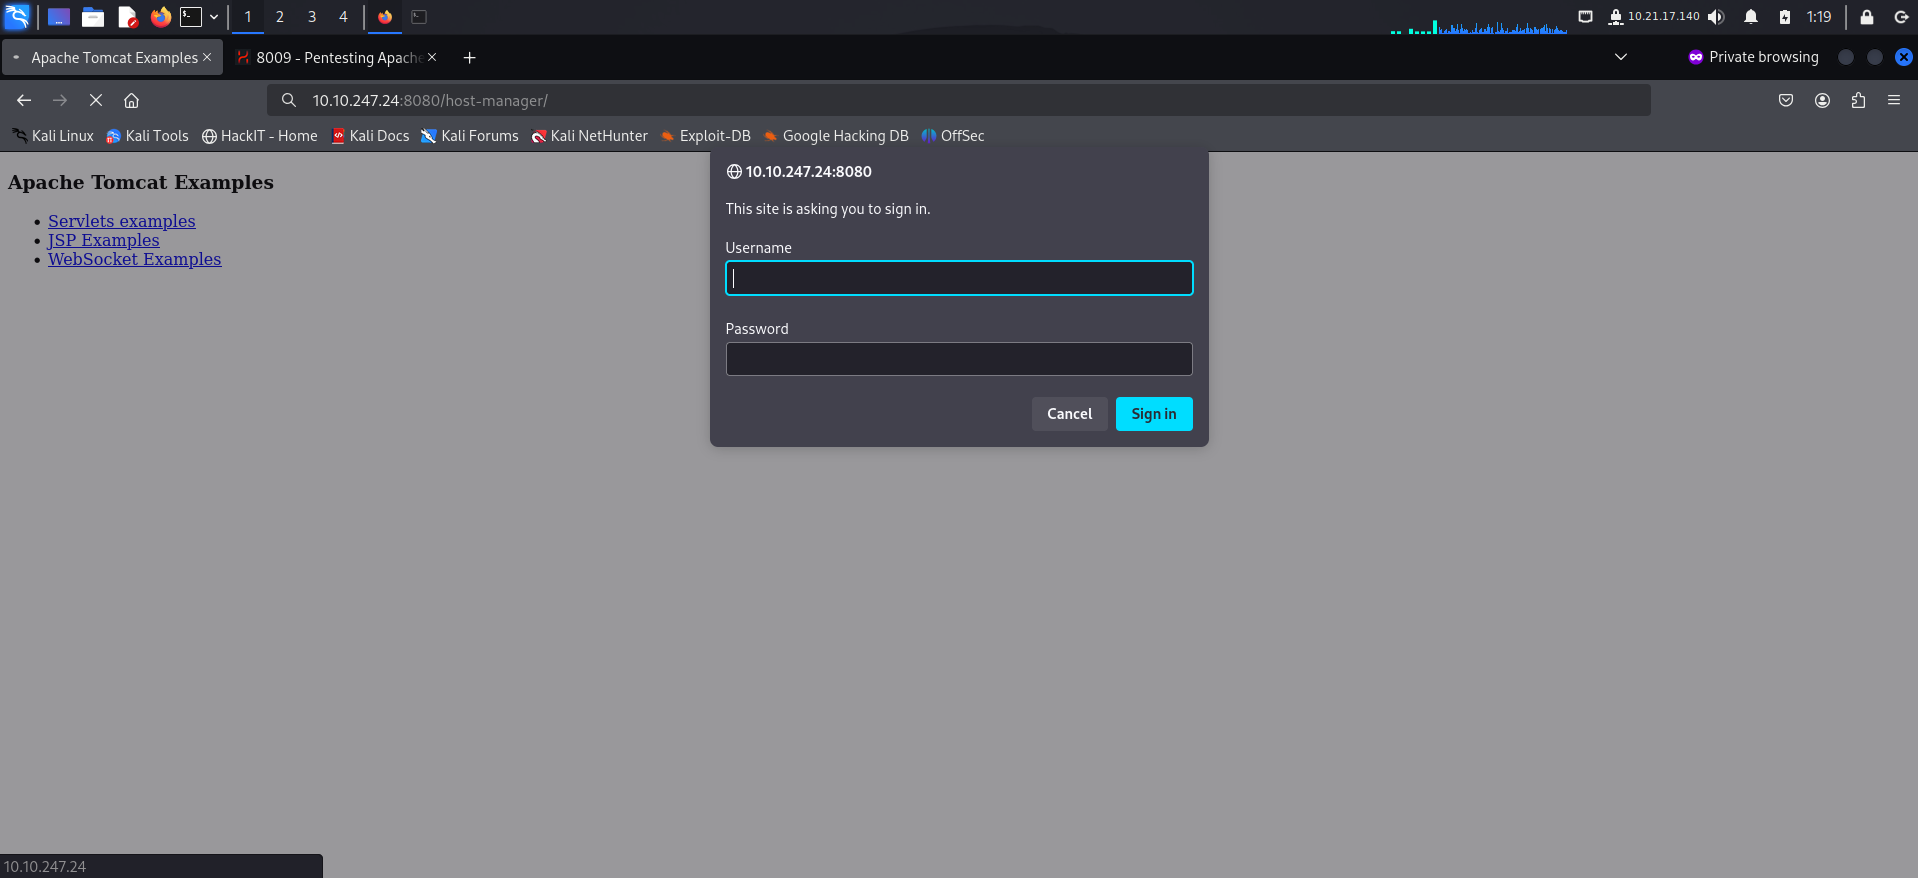 1 2 3 4 10.21.17.140 1:19
Apache Tomcat Examples 8009 - Pentesting Apache Private browsing
10.10.247.24:8080/host-manager/
Kali Linux Kali Tools HackIT - Home Kali Docs Kali Forums Kali NetHunter Exploit-DB Google Hacking DB OffSec
Apache Tomcat Examples
Servlets examples
JSP Examples
WebSocket Examples
10.10.247.24:8080
This site is asking you to sign in.
Username
Password
Cancel Sign in
10.10.247.24